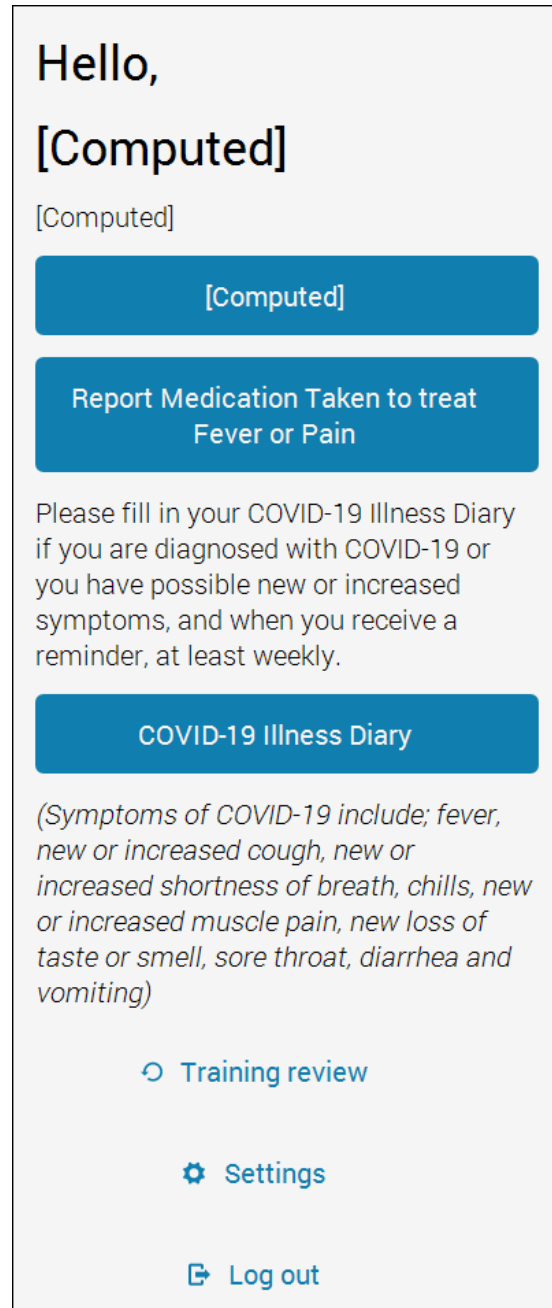 Hello,
[Computed]
[Computed]
[Computed]
Report Medication Taken to treat
Fever or Pain
Please fill in your COVID-19 Illness Diary
if you are diagnosed with COVID-19 or
you have possible new or increased
symptoms, and when you receive a
reminder, at least weekly.
COVID-19 Illness Diary
(Symptoms of COVID-19 include; fever,
new or increased cough, new or
increased shortness of breath, chills, new
or increased muscle pain, new loss of
taste or smell, sore throat, diarrhea and
vomiting)
Training review
Settings
Log out